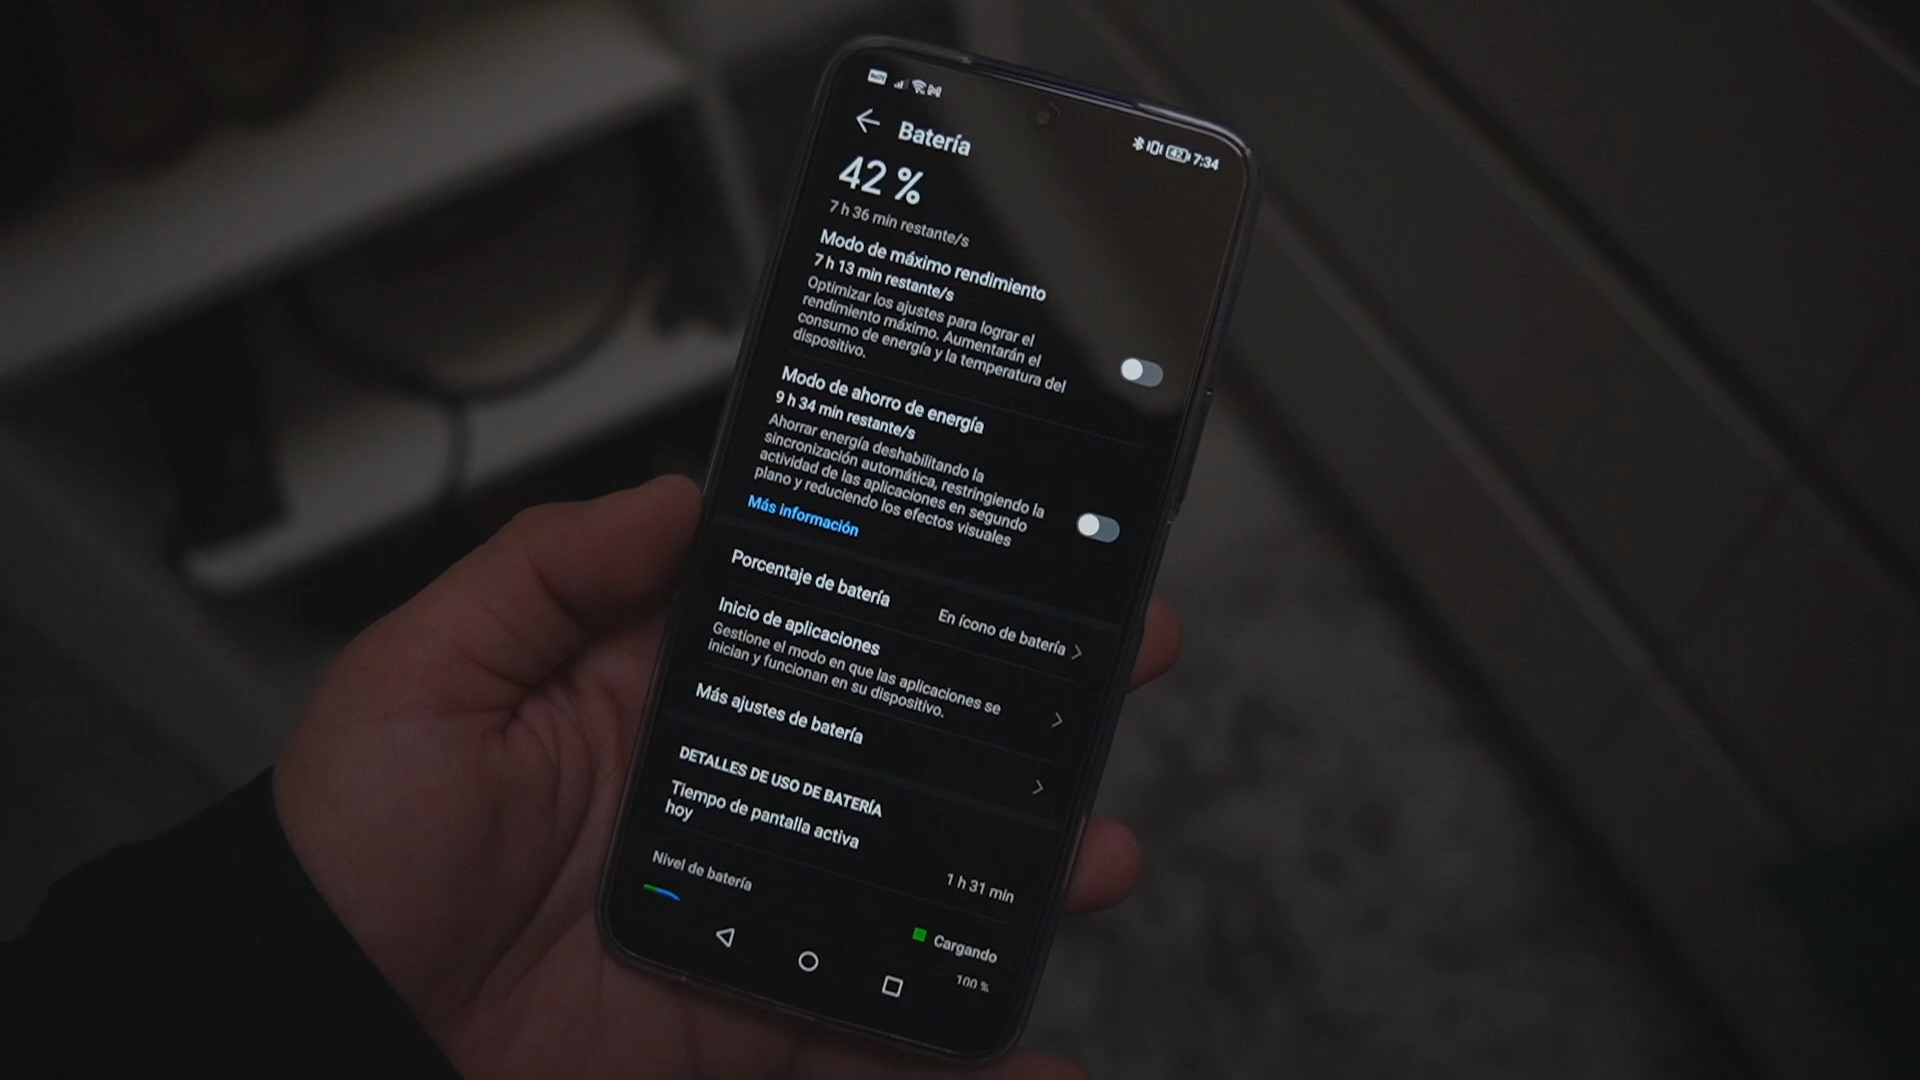 42 7:34
Batería
42 %
7 h 36 min restante/s
Modo de máximo rendimiento
7 h 13 min restante/s
Optimizar los ajustes para lograr el
rendimiento máximo. Aumentarán el
consumo de energía y la temperatura del
dispositivo.
Modo de ahorro de energía
9 h 34 min restante/s
Ahorrar energía deshabilitando la
sincronización automática, restringiendo la
actividad de las aplicaciones en segundo
plano y reduciendo los efectos visuales
Más información
Porcentaje de batería
En ícono de batería
Inicio de aplicaciones
Gestione el modo en que las aplicaciones se
inician y funcionan en su dispositivo.
Más ajustes de batería
DETALLES DE USO DE BATERÍA
Tiempo de pantalla activa
hoy
1 h 31 min
Nivel de batería
Cargando
100 %